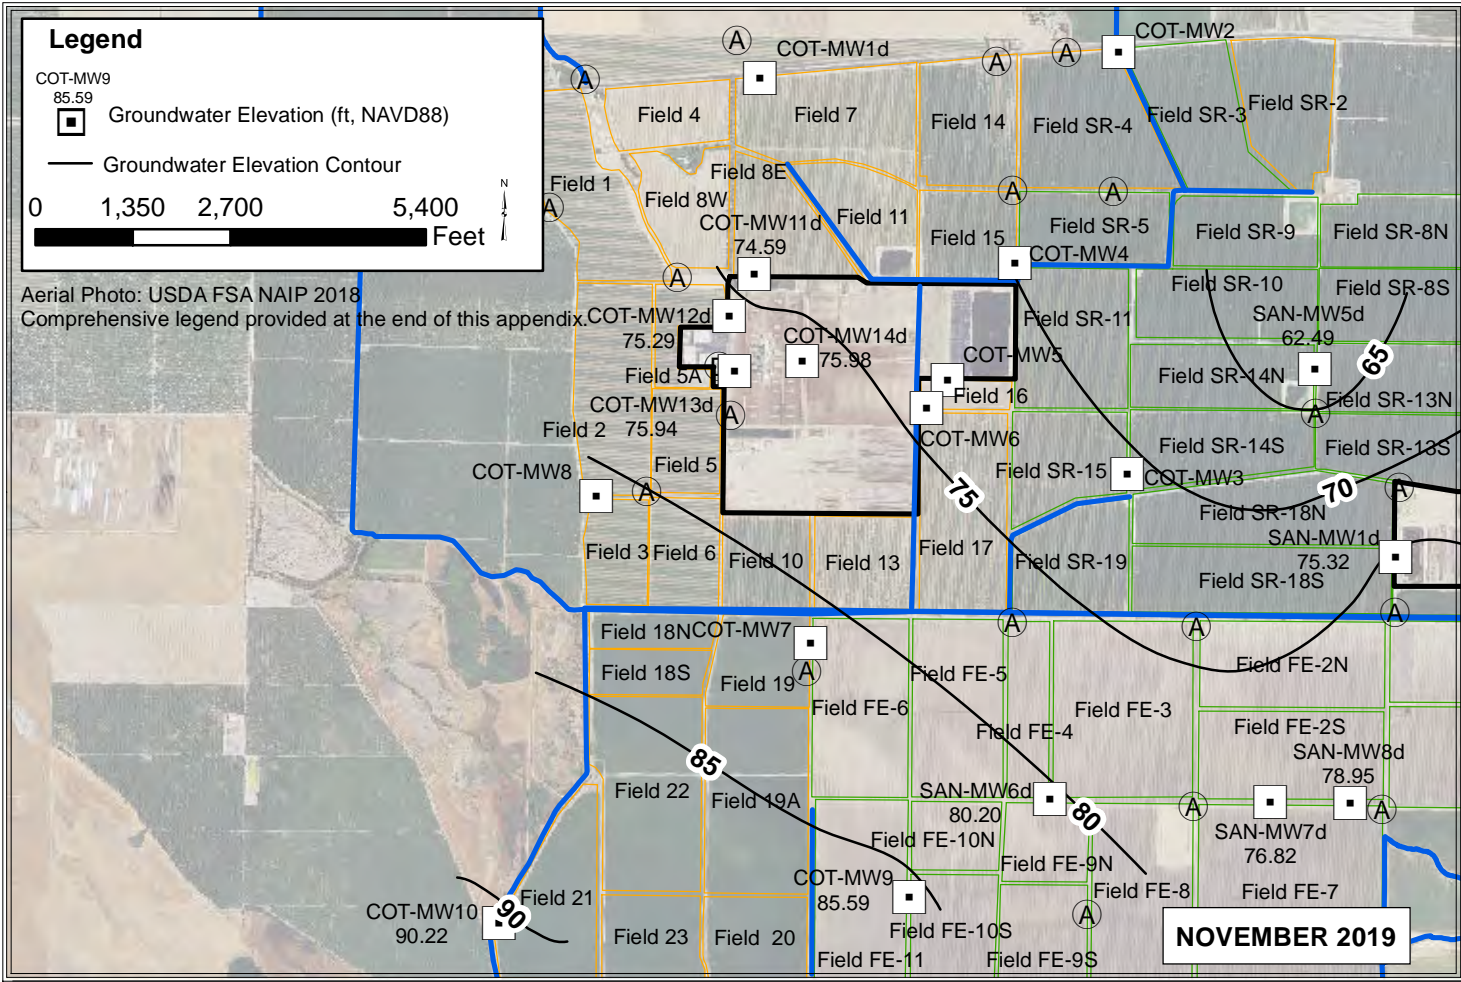 Legend
COT-MW9
85.59
Groundwater Elevation (ft, NAVD88)
Groundwater Elevation Contour
0 1,350 2,700 5,400
Feet
N
Aerial Photo: USDA FSA NAIP 2018
Comprehensive legend provided at the end of this appendix.
A
COT-MW1d
A
A
COT-MW2
A
Field 4
Field 7
Field 14
Field SR-4
Field SR-3
Field SR-2
Field 1
A
Field 8W
Field 8E
Field 11
A
A
COT-MW11d
74.59
Field 15
Field SR-5
Field SR-9
Field SR-8N
COT-MW4
A
Field SR-10
Field SR-8S
COT-MW12d
75.29
COT-MW14d
75.98
Field SR-11
SAN-MW5d
62.49
COT-MW5
65
Field 5A
Field 16
Field SR-14N
Field SR-13N
COT-MW13d
75.94
A
A
Field 2
COT-MW6
Field SR-14S
Field SR-13S
COT-MW8
Field 5
Field SR-15
COT-MW3
A
75
70
A
Field SR-18N
SAN-MW1d
75.32
Field 3
Field 6
Field 10
Field 13
Field 17
Field SR-19
Field SR-18S
A
A
A
Field 18N
COT-MW7
Field 18S
Field 19
A
Field FE-5
Field FE-2N
Field FE-6
Field FE-3
Field FE-4
Field FE-2S
85
SAN-MW8d
78.95
Field 22
Field 19A
SAN-MW6d
80.20
80
A
A
SAN-MW7d
76.82
Field FE-10N
Field FE-9N
COT-MW9
85.59
Field FE-8
Field FE-7
Field 21
COT-MW10
90.22
90
A
Field 23
Field 20
Field FE-10S
Field FE-11
Field FE-9S
NOVEMBER 2019